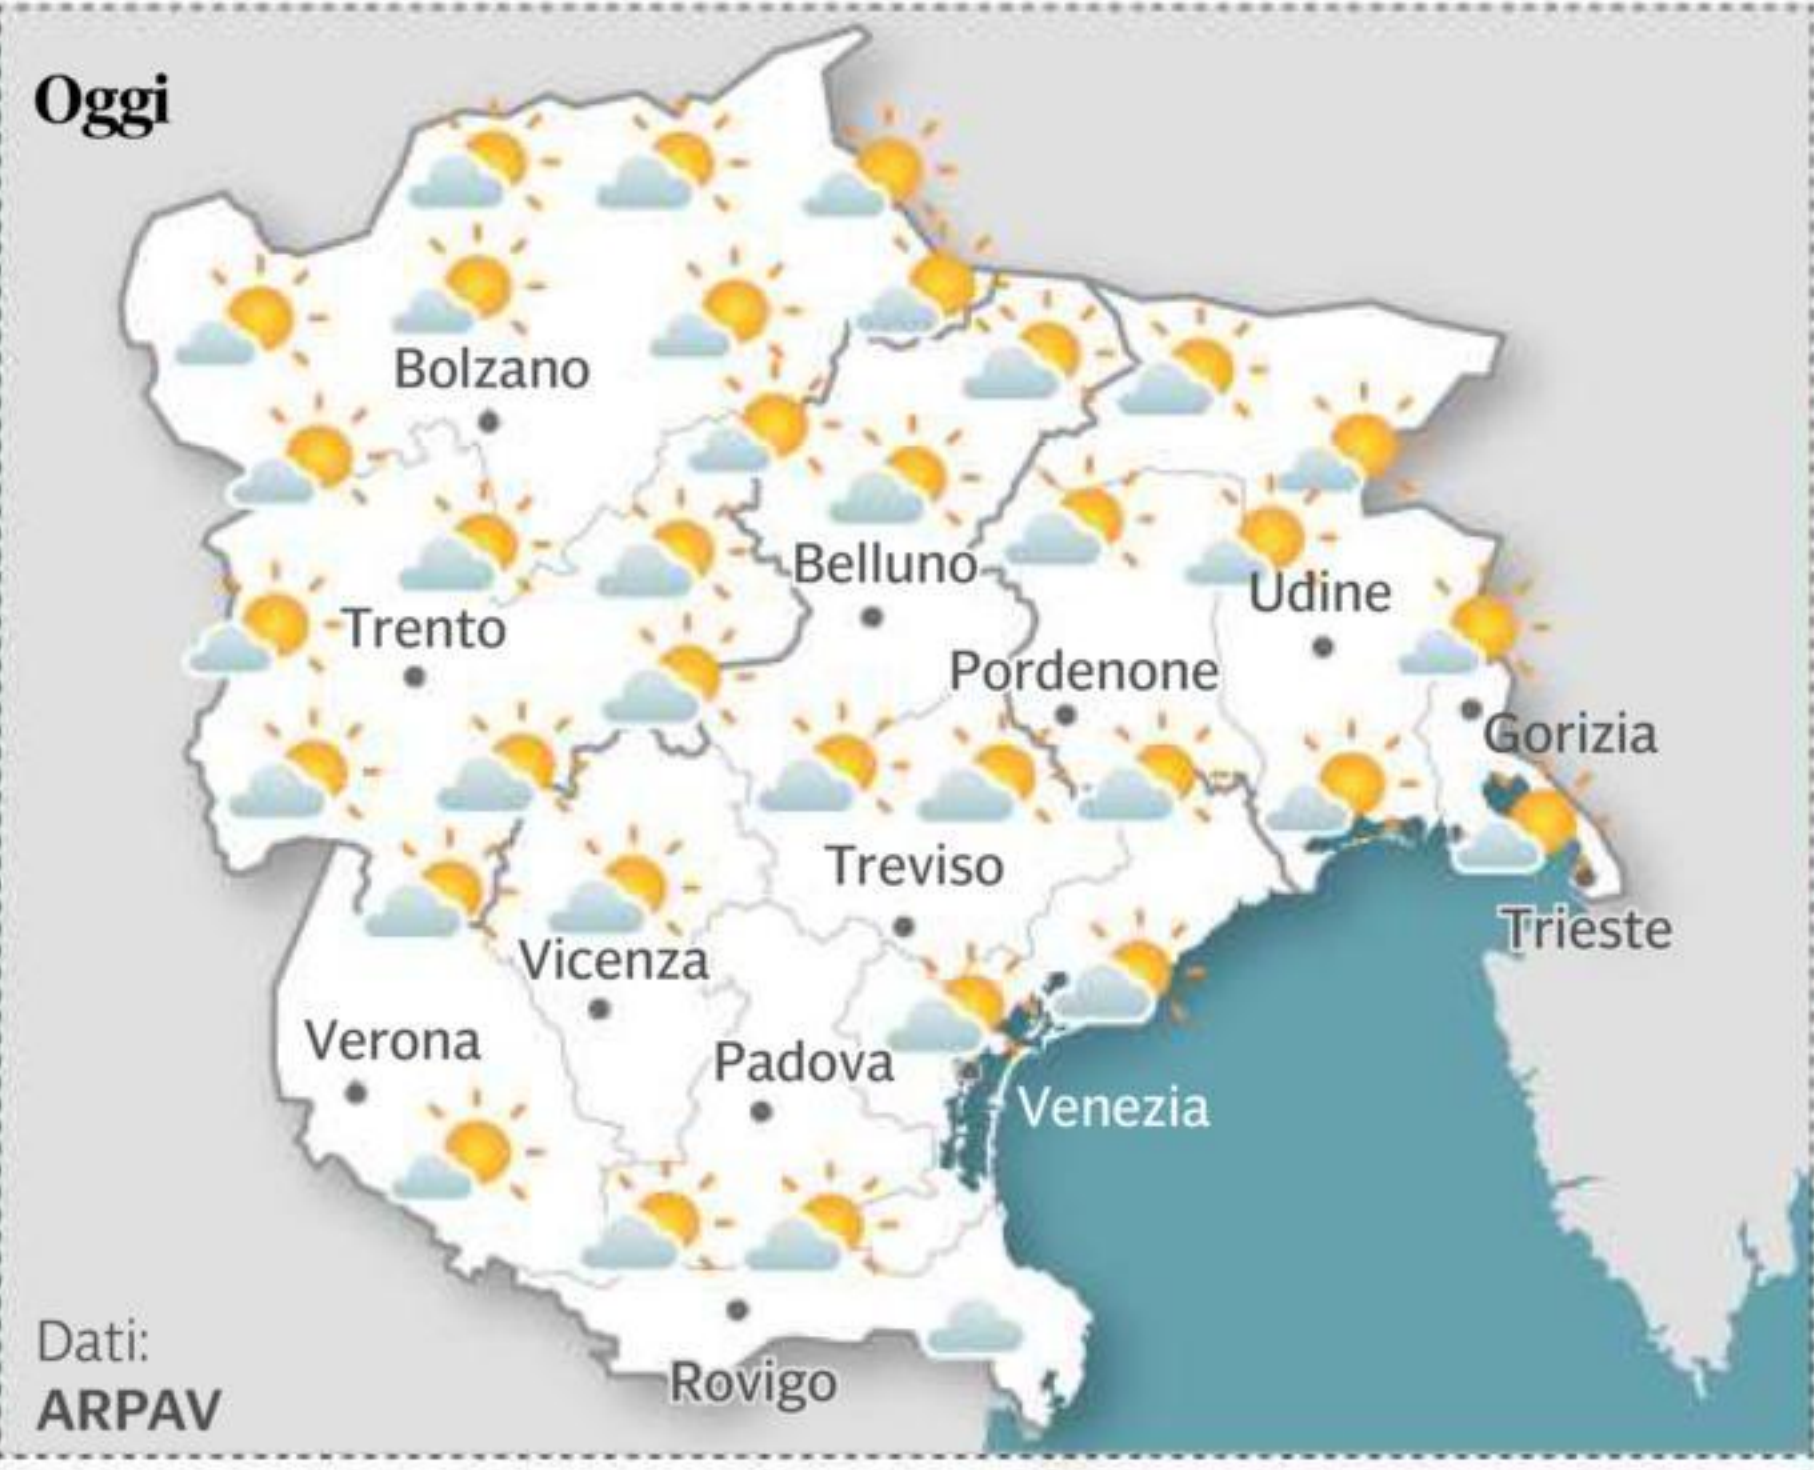 Oggi
Bolzano
Belluno
Udine
Trento
Pordenone
Gorizia
Treviso
Trieste
Vicenza
Verona
Padova
Venezia
Dati:
ARPAV
Rovigo